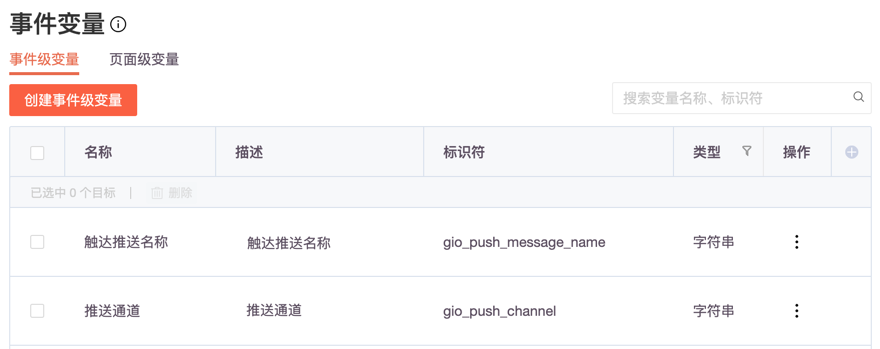 事件变量
事件级变量 页面级变量
创建事件级变量 搜索变量名称、标识符
名称 描述 标识符 类型 操作
已选中 0 个目标 | 删除
触达推送名称 触达推送名称 gio_push_message_name 字符串
推送通道 推送通道 gio_push_channel 字符串